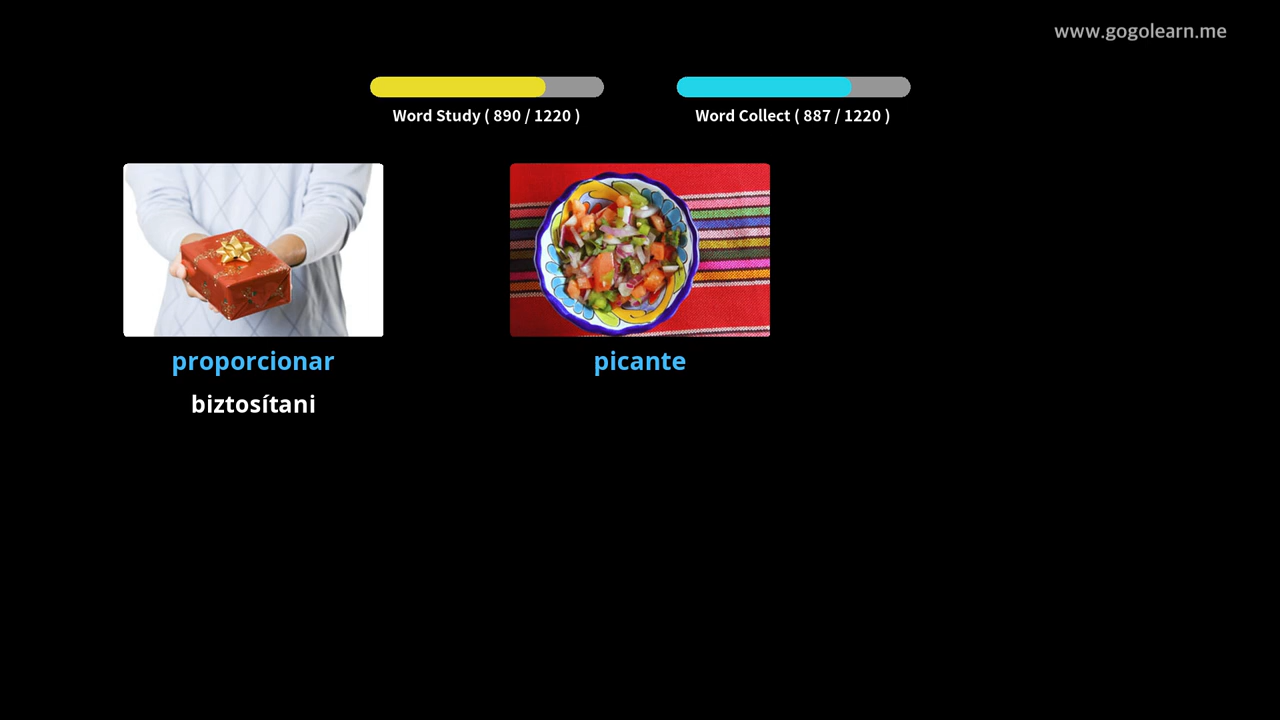 www.gogolearn.me
Word Study ( 890 / 1220 )
Word Collect ( 887 / 1220 )
proporcionar
picante
biztosítani